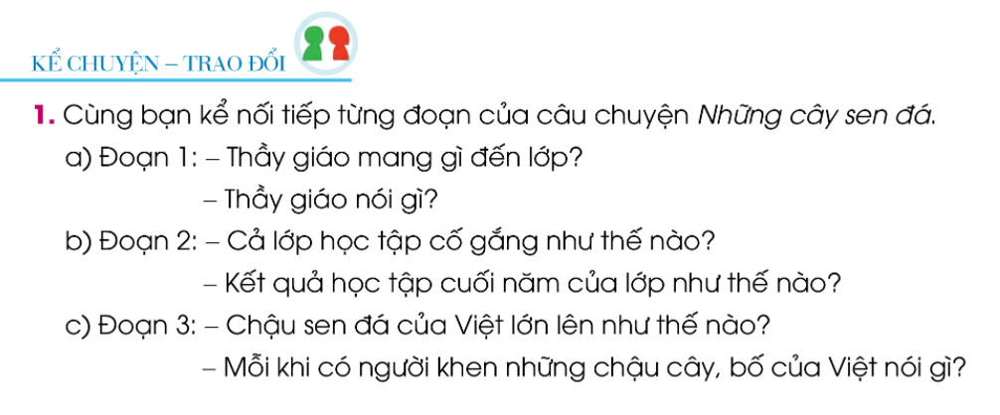 KỂ CHUYỆN – TRAO ĐỔI
1. Cùng bạn kể nối tiếp từng đoạn của câu chuyện Những cây sen đá.
a) Đoạn 1: – Thầy giáo mang gì đến lớp?
– Thầy giáo nói gì?
b) Đoạn 2: – Cả lớp học tập cố gắng như thế nào?
– Kết quả học tập cuối năm của lớp như thế nào?
c) Đoạn 3: – Chậu sen đá của Việt lớn lên như thế nào?
– Mỗi khi có người khen những chậu cây, bố của Việt nói gì?